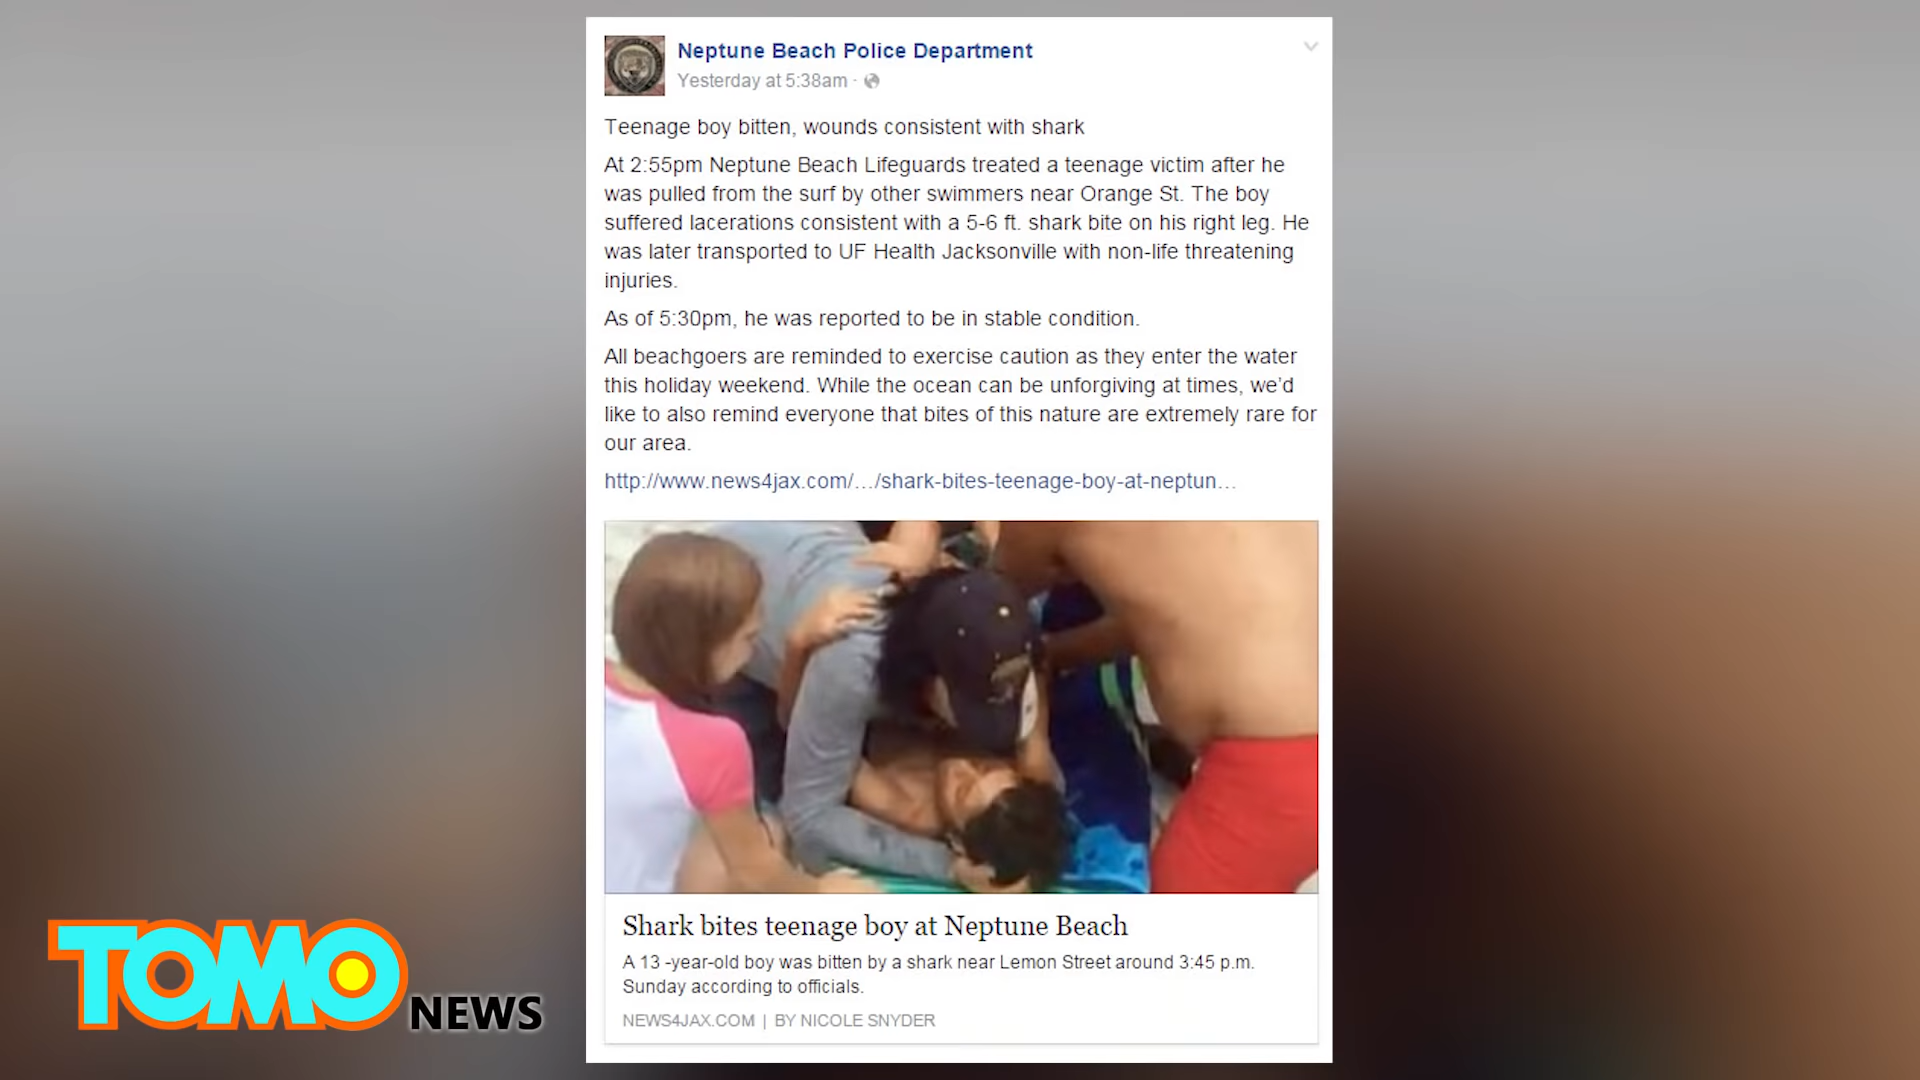 Neptune Beach Police Department
Yesterday at 5:38am ·
Teenage boy bitten, wounds consistent with shark
At 2:55pm Neptune Beach Lifeguards treated a teenage victim after he
was pulled from the surf by other swimmers near Orange St. The boy
suffered lacerations consistent with a 5-6 ft. shark bite on his right leg. He
was later transported to UF Health Jacksonville with non-life threatening
injuries.
As of 5:30pm, he was reported to be in stable condition.
All beachgoers are reminded to exercise caution as they enter the water
this holiday weekend. While the ocean can be unforgiving at times, we'd
like to also remind everyone that bites of this nature are extremely rare for
our area.
http://www.news4jax.com/.../shark-bites-teenage-boy-at-neptun...
Shark bites teenage boy at Neptune Beach
A 13 -year-old boy was bitten by a shark near Lemon Street around 3:45 p.m.
Sunday according to officials.
NEWS4JAX.COM | BY NICOLE SNYDER
TOMO NEWS